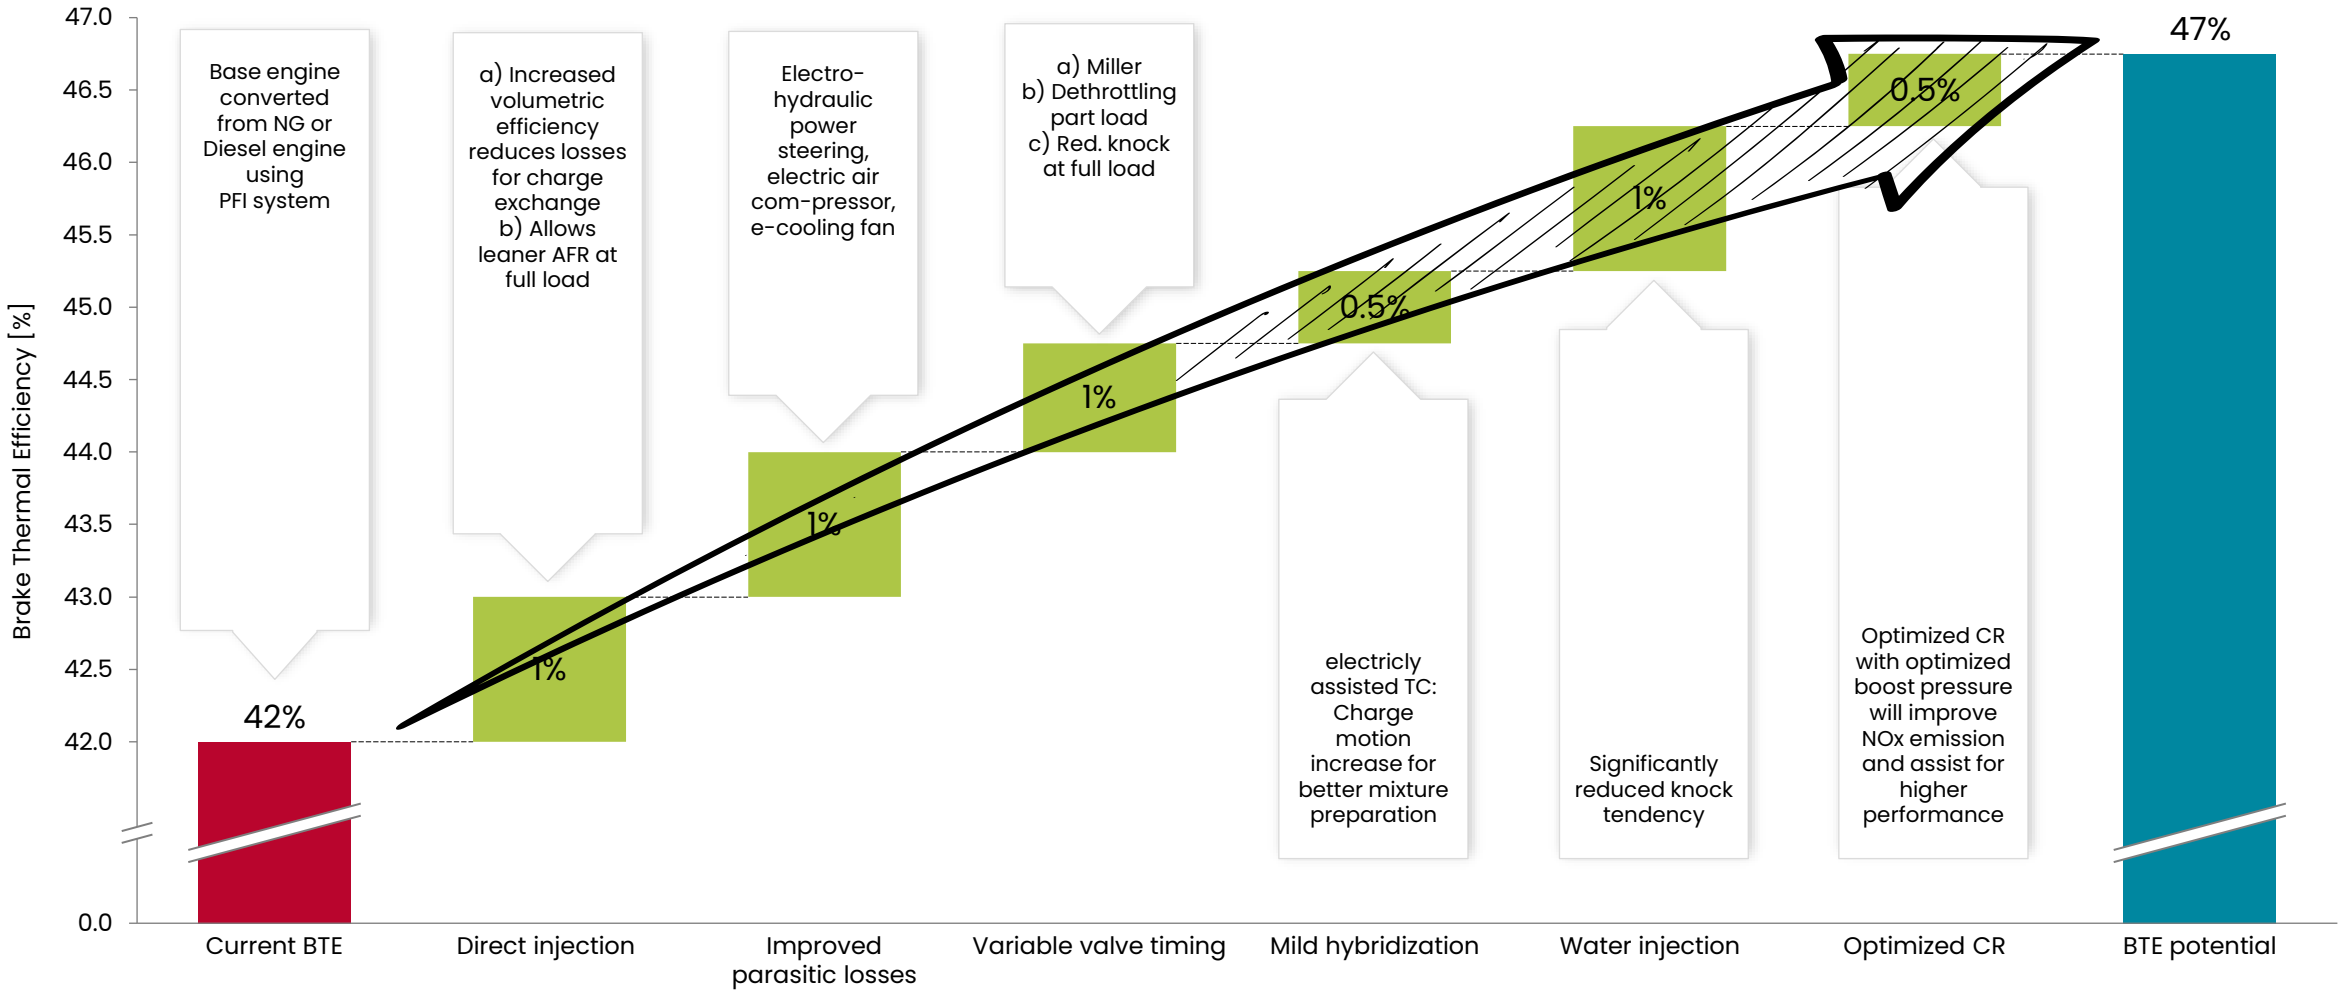 47.0
46.5
46.0
45.5
45.0
44.5
44.0
43.5
43.0
42.5
42.0
0.0
Brake Thermal Efficiency [%]
Base engine
converted
from NG or
Diesel engine
using
PFI system
42%
a) Increased
volumetric
efficiency
reduces losses
for charge
exchange
b) Allows
leaner AFR at
full load
1%
Electro-
hydraulic
power
steering,
electric air
com-pressor,
e-cooling fan
1%
a) Miller
b) Dethrottling
part load
c) Red. knock
at full load
1%
0.5%
electricly
assisted TC:
Charge
motion
increase for
better mixture
preparation
1%
Significantly
reduced knock
tendency
0.5%
Optimized CR
with optimized
boost pressure
will improve
NOx emission
and assist for
higher
performance
47%
Current BTE
Direct injection
Improved
parasitic losses
Variable valve timing
Mild hybridization
Water injection
Optimized CR
BTE potential